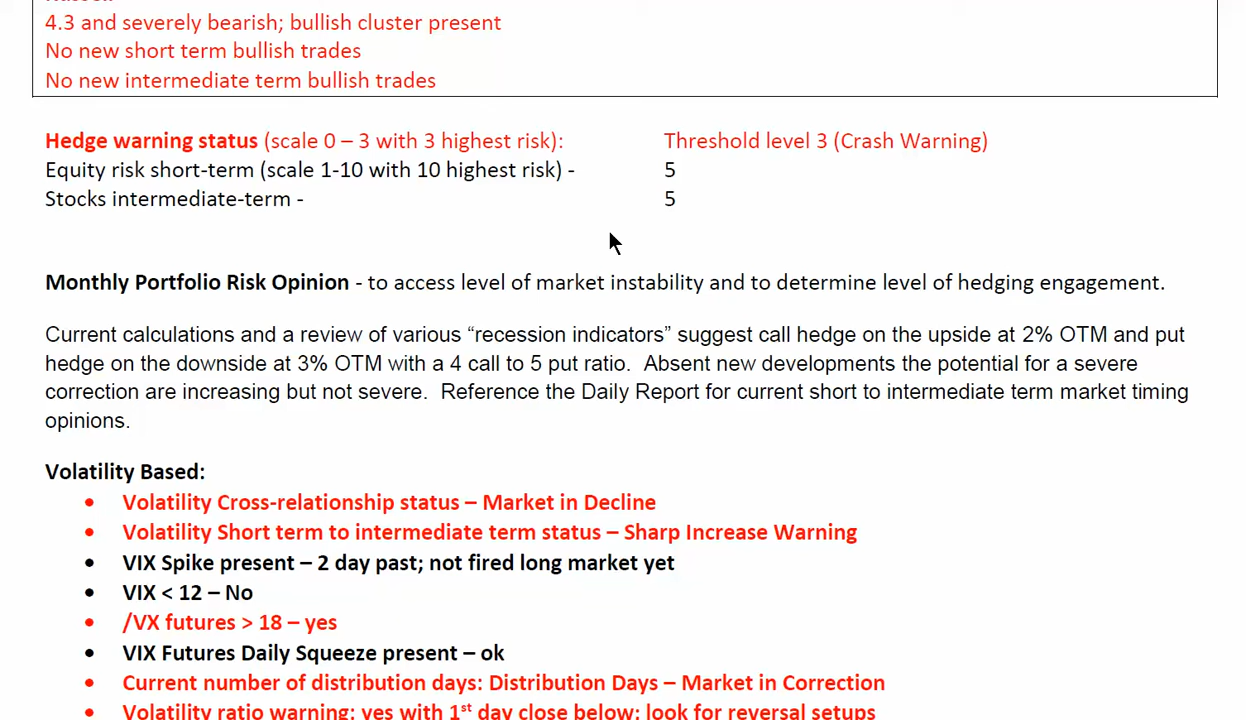 4.3 and severely bearish; bullish cluster present
No new short term bullish trades
No new intermediate term bullish trades
Hedge warning status (scale 0 – 3 with 3 highest risk): Threshold level 3 (Crash Warning)
Equity risk short-term (scale 1-10 with 10 highest risk) - 5
Stocks intermediate-term - 5
Monthly Portfolio Risk Opinion - to access level of market instability and to determine level of hedging engagement.
Current calculations and a review of various “recession indicators” suggest call hedge on the upside at 2% OTM and put
hedge on the downside at 3% OTM with a 4 call to 5 put ratio.  Absent new developments the potential for a severe
correction are increasing but not severe.  Reference the Daily Report for current short to intermediate term market timing
opinions.
Volatility Based:
• Volatility Cross-relationship status – Market in Decline
• Volatility Short term to intermediate term status – Sharp Increase Warning
• VIX Spike present – 2 day past; not fired long market yet
• VIX < 12 – No
• /VX futures > 18 – yes
• VIX Futures Daily Squeeze present – ok
• Current number of distribution days: Distribution Days – Market in Correction
• Volatility ratio warning: yes with 1st day close below; look for reversal setups